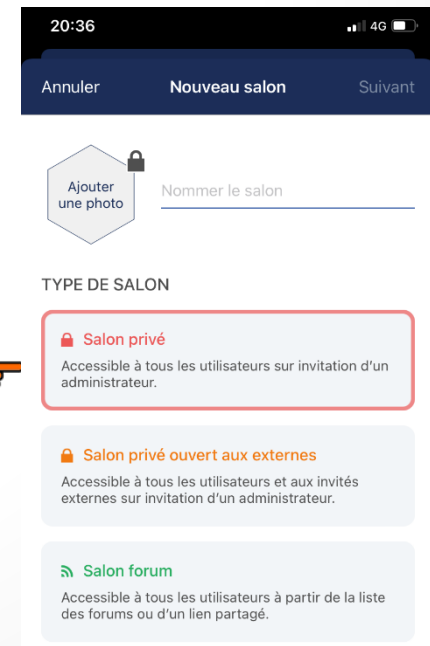 20:36 4G
Annuler Nouveau salon Suivant
Ajouter
une photo
Nommer le salon
TYPE DE SALON
Salon privé
Accessible à tous les utilisateurs sur invitation d'un
administrateur.
Salon privé ouvert aux externes
Accessible à tous les utilisateurs et aux invités
externes sur invitation d'un administrateur.
Salon forum
Accessible à tous les utilisateurs à partir de la liste
des forums ou d'un lien partagé.